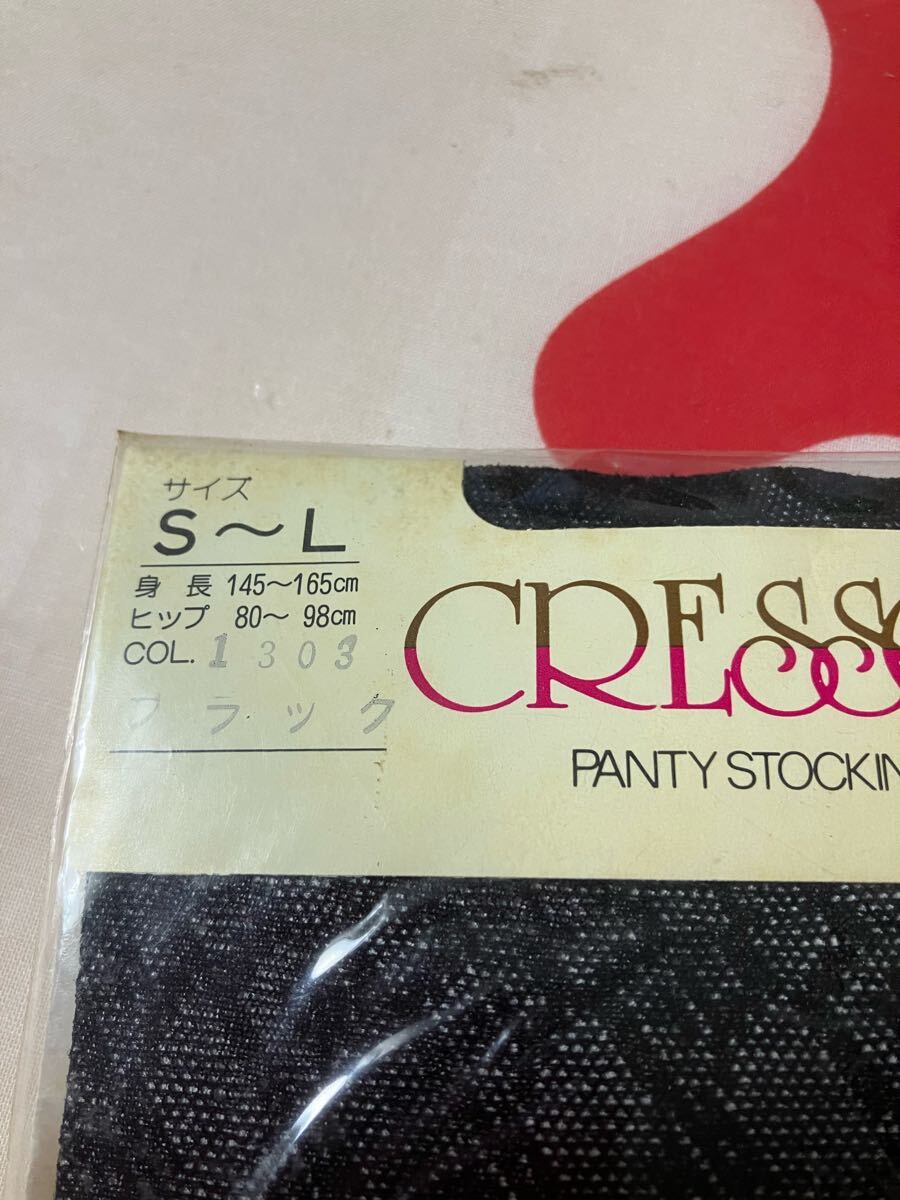 サイズ
S〜L
身長 145〜165cm
ヒップ 80〜 98cm
COL. 1303
ブラック
CRESS
PANTY STOCKIN